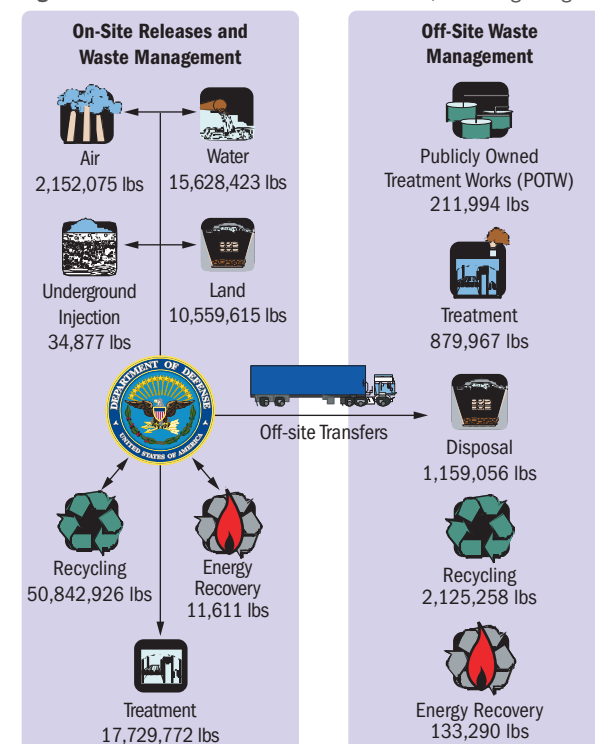 On-Site Releases and
Waste Management
Air
2,152,075 lbs
Water
15,628,423 lbs
Underground
Injection
34,877 lbs
Land
10,559,615 lbs
DEPARTMENT OF DEFENSE
UNITED STATES OF AMERICA
Recycling
50,842,926 lbs
Energy
Recovery
11,611 lbs
Treatment
17,729,772 lbs
Off-site Transfers
Off-Site Waste
Management
Publicly Owned
Treatment Works (POTW)
211,994 lbs
Treatment
879,967 lbs
Disposal
1,159,056 lbs
Recycling
2,125,258 lbs
Energy Recovery
133,290 lbs